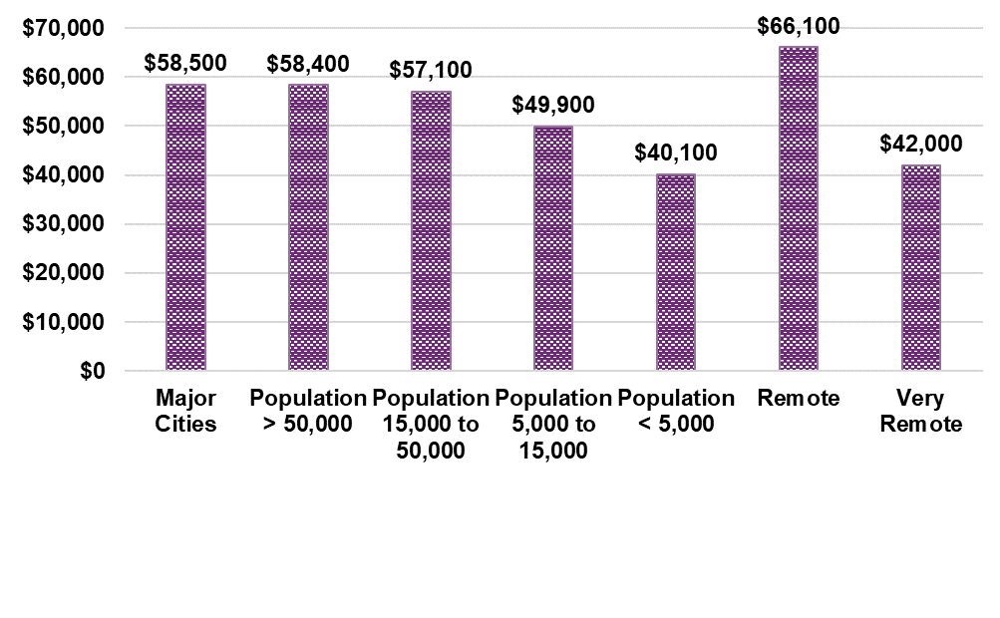 $70,000
$60,000
$50,000
$40,000
$30,000
$20,000
$10,000
$0
$58,500
$58,400
$57,100
$49,900
$40,100
$66,100
$42,000
Major
Cities
Population
> 50,000
Population
15,000 to
50,000
Population
5,000 to
15,000
Population
< 5,000
Remote
Very
Remote